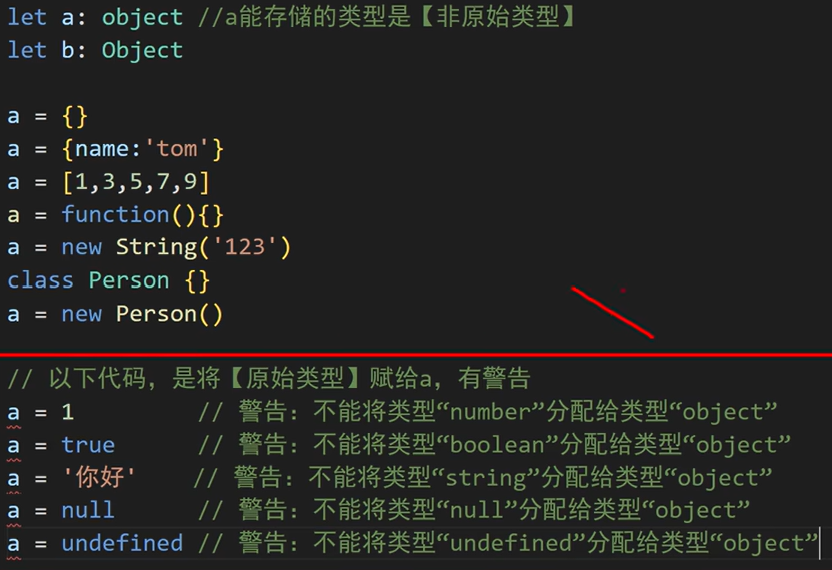 let a: object //a能存储的类型是【非原始类型】
let b: Object
a = {}
a = {name:'tom'}
a = [1,3,5,7,9]
a = function(){}
a = new String('123')
class Person {}
a = new Person()
// 以下代码，是将【原始类型】赋给a，有警告
a = 1 // 警告：不能将类型“number”分配给类型“object”
a = true // 警告：不能将类型“boolean”分配给类型“object”
a = '你好' // 警告：不能将类型“string”分配给类型“object”
a = null // 警告：不能将类型“null”分配给类型“object”
a = undefined // 警告：不能将类型“undefined”分配给类型“object”